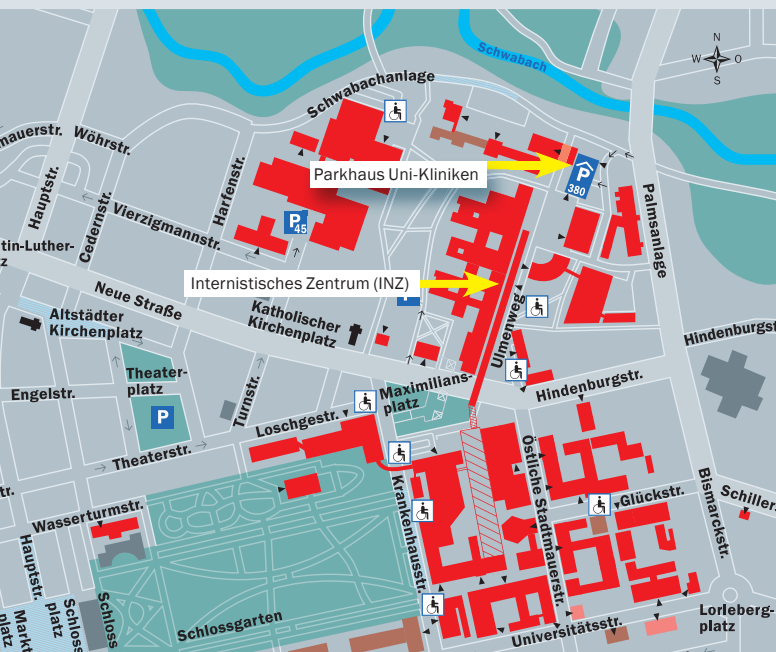 Schwabach
N
W
O
S
Schwabachanlage
mauerstr.
Wöhrstr.
Parkhaus Uni-Kliniken
P
380
Hauptstr.
Cedernstr.
Harfenstr.
Vierzigmannstr.
P
45
Palmsanlage
tin-Luther-
z
Neue Straße
Internistisches Zentrum (INZ)
P
Altstädter
Kirchenplatz
Katholischer
Kirchenplatz
Ulmenweg
Hindenburgst
Engelstr.
Theater-
platz
P
Turnstr.
Maximilians-
platz
Hindenburgstr.
Loschgestr.
Theaterstr.
tr.
Wasserturmstr.
Krankenhausstr.
Östliche Stadtmauerstr.
Glückstr.
Bismarckstr.
Schiller
Hauptstr.
Schloss
platz
Markt
platz
Schloss
Schlossgarten
Universitätsstr.
Lorleberg-
platz